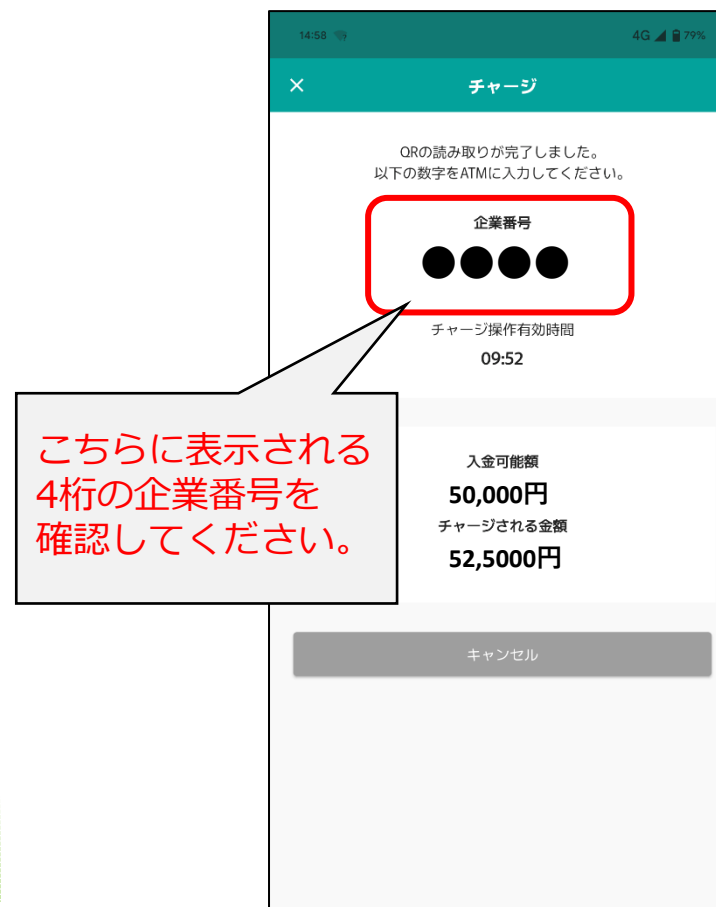 14:58 4G 79%
× チャージ
QRの読み取りが完了しました。
以下の数字をATMに入力してください。
企業番号
●●●●
チャージ操作有効時間
09:52
こちらに表示される
4桁の企業番号を
確認してください。
入金可能額
50,000円
チャージされる金額
52,5000円
キャンセル